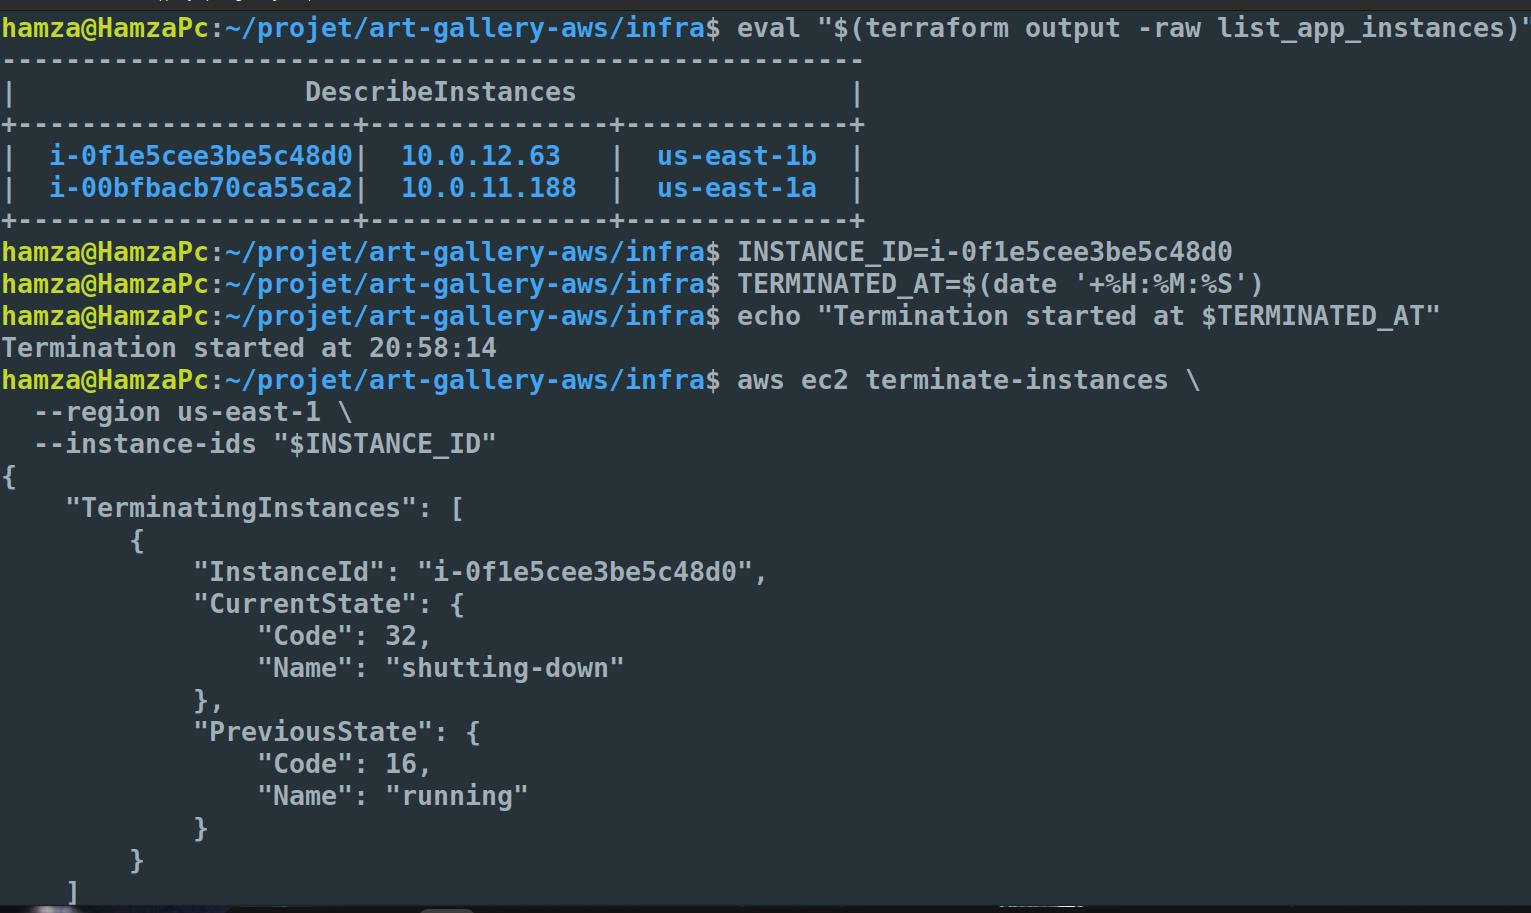 hamza@HamzaPc:~/projet/art-gallery-aws/infra$ eval "$(terraform output -raw list_app_instances)"
------------------------------------------------------
|                  DescribeInstances                 |
+---------------------+---------------+--------------+
|  i-0f1e5cee3be5c48d0|  10.0.12.63   |  us-east-1b  |
|  i-00bfbacb70ca55ca2|  10.0.11.188  |  us-east-1a  |
+---------------------+---------------+--------------+
hamza@HamzaPc:~/projet/art-gallery-aws/infra$ INSTANCE_ID=i-0f1e5cee3be5c48d0
hamza@HamzaPc:~/projet/art-gallery-aws/infra$ TERMINATED_AT=$(date '+%H:%M:%S')
hamza@HamzaPc:~/projet/art-gallery-aws/infra$ echo "Termination started at $TERMINATED_AT"
Termination started at 20:58:14
hamza@HamzaPc:~/projet/art-gallery-aws/infra$ aws ec2 terminate-instances \
  --region us-east-1 \
  --instance-ids "$INSTANCE_ID"
{
    "TerminatingInstances": [
        {
            "InstanceId": "i-0f1e5cee3be5c48d0",
            "CurrentState": {
                "Code": 32,
                "Name": "shutting-down"
            },
            "PreviousState": {
                "Code": 16,
                "Name": "running"
            }
        }
    ]